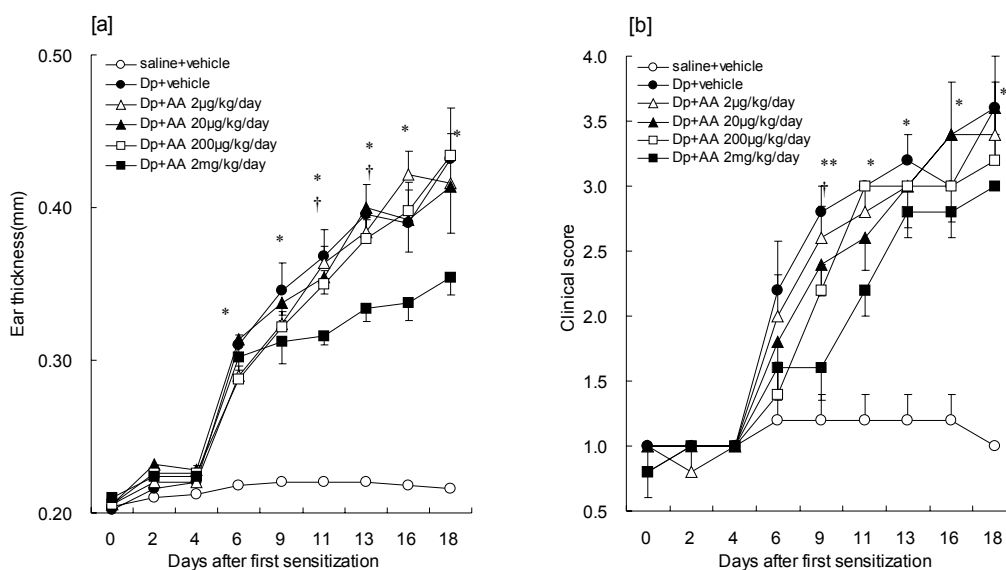 [a]
0.50
saline+vehicle
Dp+vehicle
Dp+AA 2μg/kg/day
Dp+AA 20μg/kg/day
Dp+AA 200μg/kg/day
Dp+AA 2mg/kg/day
0.40
0.30
0.20
Ear thickness(mm)
* * * † * † * *
0 2 4 6 9 11 13 16 18
Days after first sensitization
[b]
4.0
saline+vehicle
Dp+vehicle
Dp+AA 2μg/kg/day
Dp+AA 20μg/kg/day
Dp+AA 200μg/kg/day
Dp+AA 2mg/kg/day
3.5
3.0
2.5
2.0
1.5
1.0
0.5
Clinical score
** † * * * *
0 2 4 6 9 11 13 16 18
Days after first sensitization